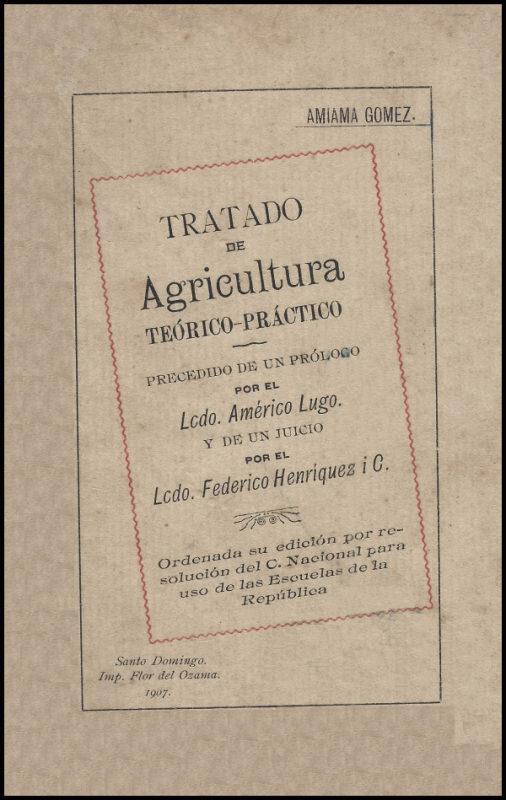 AMIAMA GOMEZ.
TRATADO
DE
Agricultura
TEÓRICO-PRÁCTICO
PRECEDIDO DE UN PRÓLOGO
POR EL
Lcdo. Américo Lugo.
Y DE UN JUICIO
POR EL
Lcdo. Federico Henríquez i C.
Ordenada su edición por re-
solución del C. Nacional para
uso de las Escuelas de la
República
Santo Domingo.
Imp. Flor del Ozama.
1907.